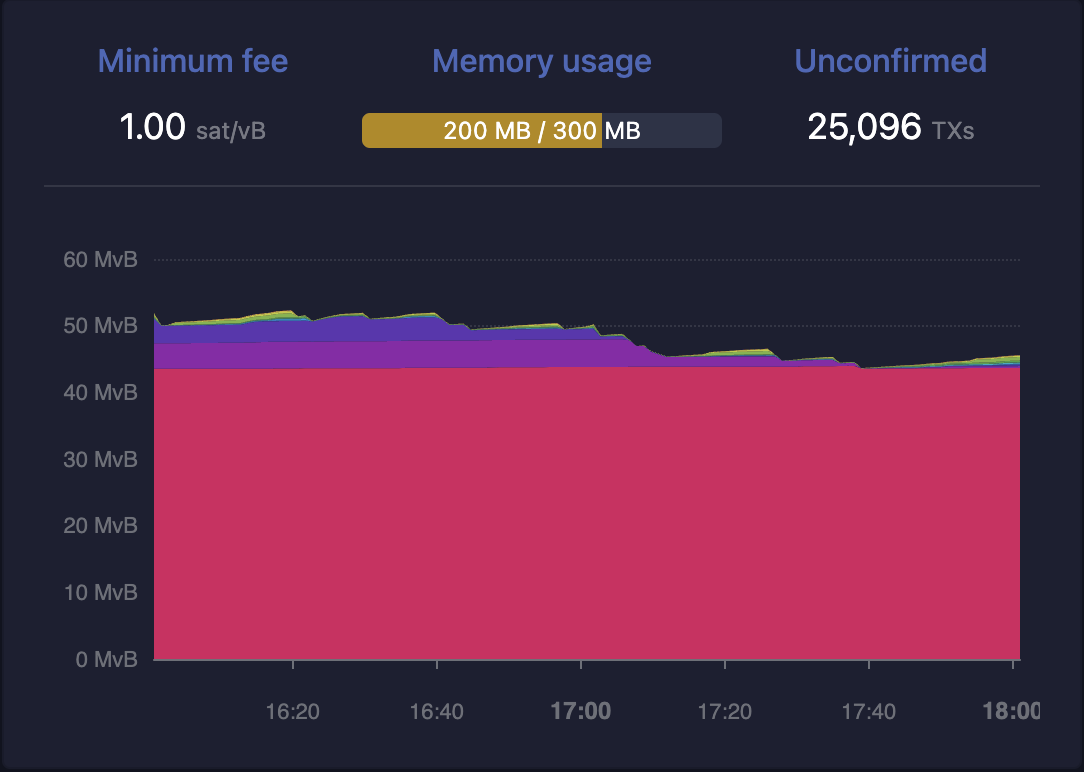 Minimum fee
Memory usage
Unconfirmed
1.00 sat/vB
200 MB / 300 MB
25,096 TXs
60 MvB
50 MvB
40 MvB
30 MvB
20 MvB
10 MvB
0 MvB
16:20 16:40 17:00 17:20 17:40 18:00